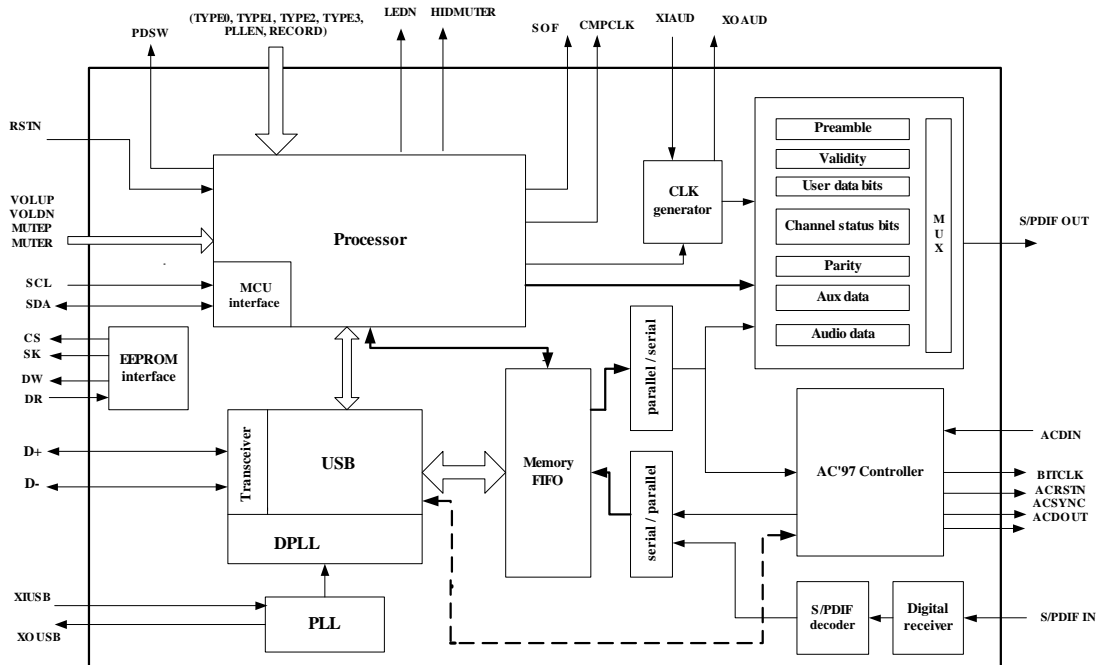 (TYPE0, TYPE1, TYPE2, TYPE3,
PLLEN, RECORD)
LEDN
HIDMUTER
PDSW
SOF
CMPCLK
XIAUD
XOAUD
RSTN
VOLUP
VOLDN
MUTEP
MUTER
SCL
SDA
CS
SK
DW
DR
D+
D-
XIUSB
XOUSB
Processor
MCU
interface
EEPROM
interface
CLK
generator
Preamble
Validity
User data bits
Channel status bits
Parity
Aux data
Audio data
M
U
X
S/PDIF OUT
Transceiver
USB
DPLL
PLL
Memory
FIFO
parallel / serial
serial / parallel
AC'97 Controller
ACDIN
BITCLK
ACRSTN
ACSYNC
ACDOUT
S/PDIF
decoder
Digital
receiver
S/PDIF IN